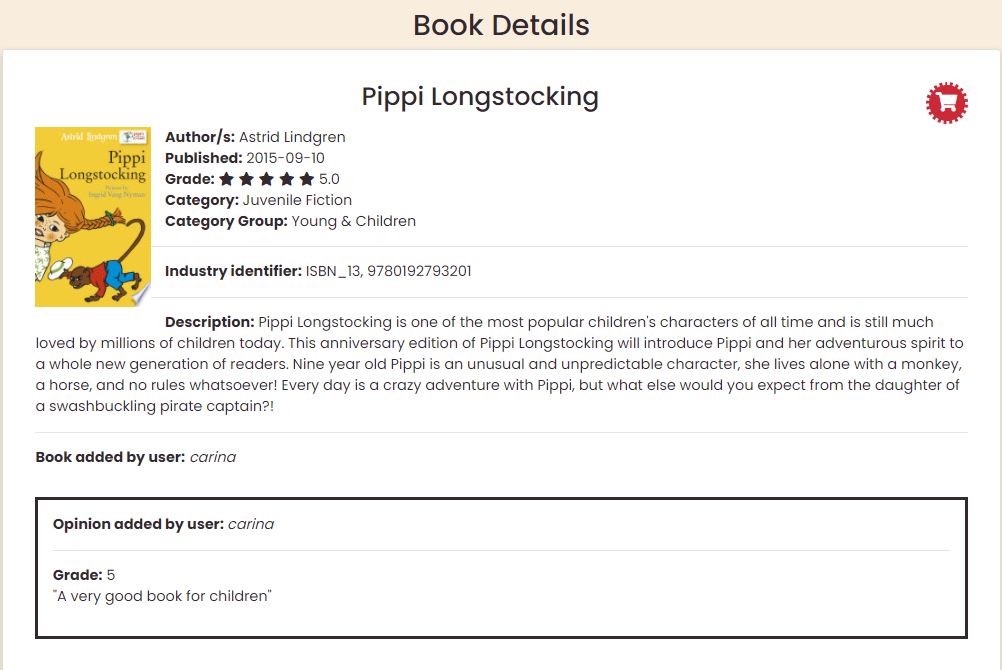 Book Details
Pippi Longstocking
Astrid Lindgren
Pippi
Longstocking
Pictures by
Ingrid Vang Nyman
Author/s: Astrid Lindgren
Published: 2015-09-10
Grade: ★ ★ ★ ★ ★ 5.0
Category: Juvenile Fiction
Category Group: Young & Children
Industry identifier: ISBN_13, 9780192793201
Description: Pippi Longstocking is one of the most popular children's characters of all time and is still much
loved by millions of children today. This anniversary edition of Pippi Longstocking will introduce Pippi and her adventurous spirit to
a whole new generation of readers. Nine year old Pippi is an unusual and unpredictable character, she lives alone with a monkey,
a horse, and no rules whatsoever! Every day is a crazy adventure with Pippi, but what else would you expect from the daughter of
a swashbuckling pirate captain?!
Book added by user: carina
Opinion added by user: carina
Grade: 5
"A very good book for children"